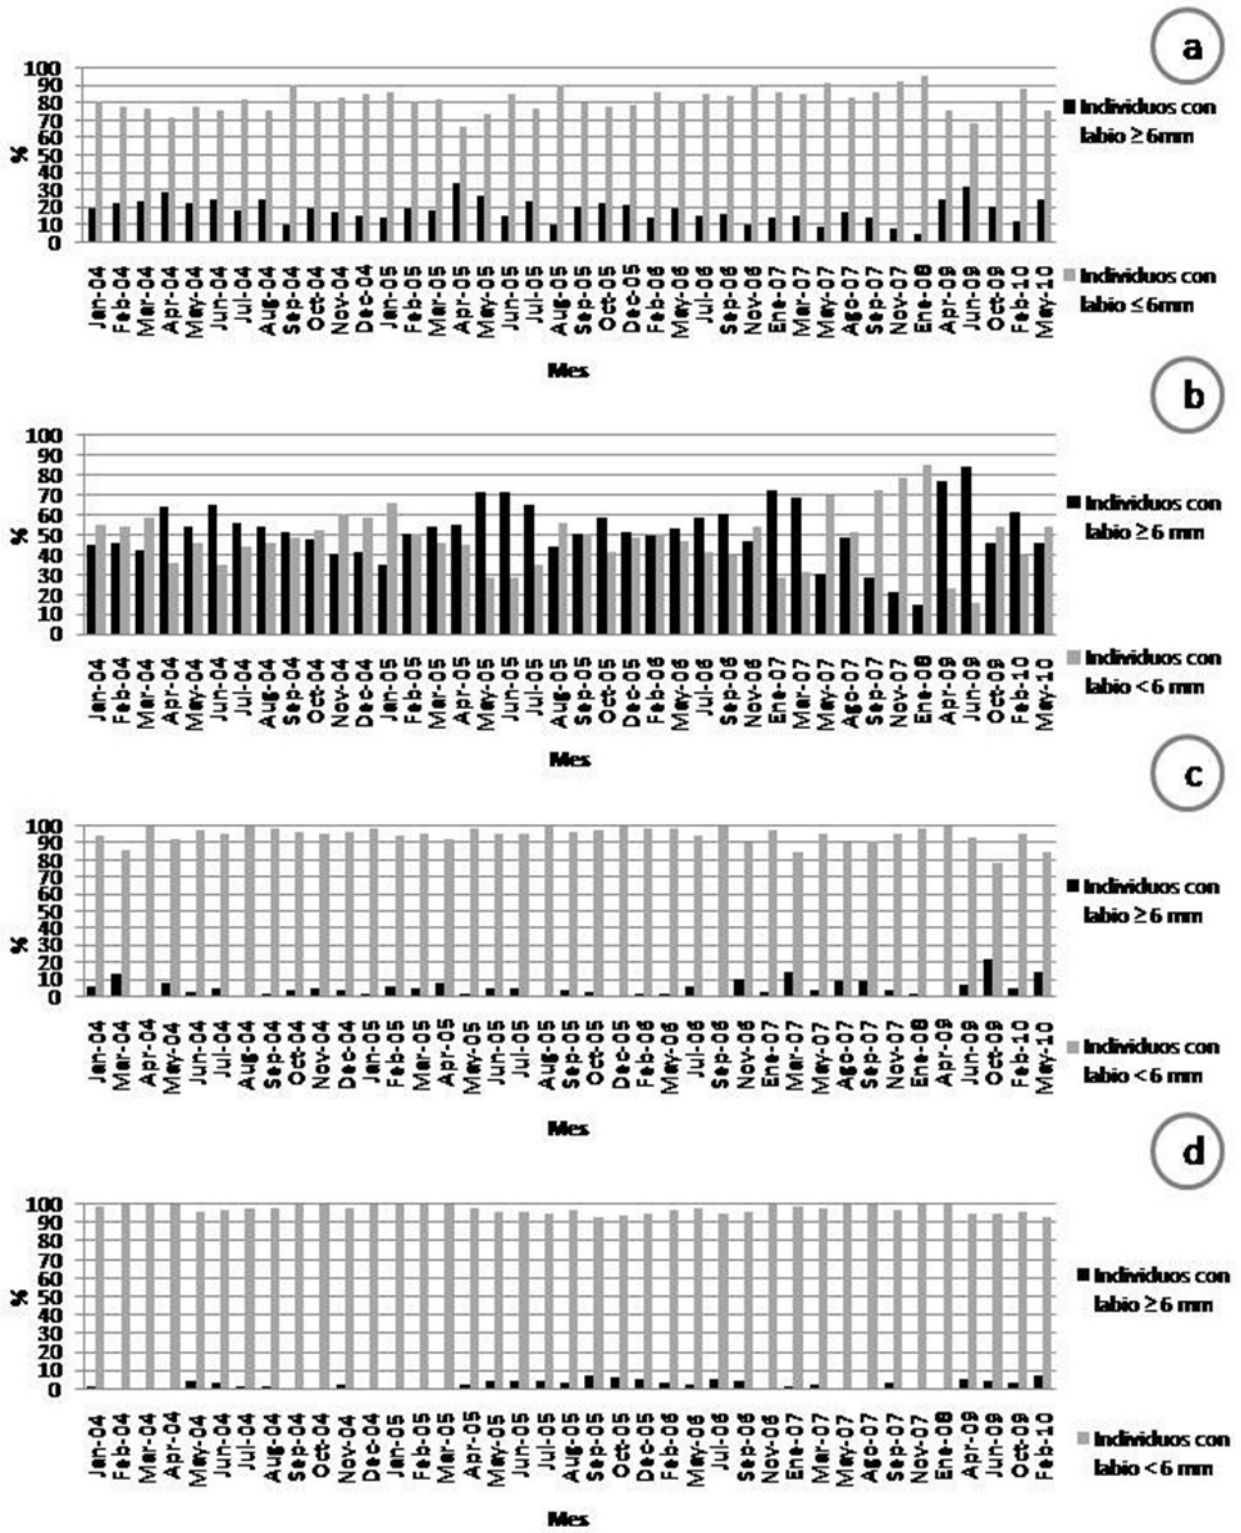 a
100
90
80
70
60
50
40
30
20
10
0
%
Individuos con
labio ≥ 6mm
Individuos con
labio ≤ 6mm
Jan-04 Feb-04 Mar-04 Apr-04 May-04 Jun-04 Jul-04 Aug-04 Sep-04 Oct-04 Nov-04 Dec-04 Jan-05 Feb-05 Mar-05 Apr-05 May-05 Jun-05 Jul-05 Aug-05 Sep-05 Oct-05 Dec-05 Feb-06 May-06 Jul-06 Sep-06 Nov-06 Ene-07 Mar-07 May-07 Ago-07 Sep-07 Nov-07 Ene-08 Apr-09 Jun-09 Oct-09 Feb-10 May-10
Mes
b
100
90
80
70
60
50
40
30
20
10
0
%
Individuos con
labio ≥ 6 mm
Individuos con
labio < 6 mm
Jan-04 Feb-04 Mar-04 Apr-04 May-04 Jun-04 Jul-04 Aug-04 Sep-04 Oct-04 Nov-04 Dec-04 Jan-05 Feb-05 Mar-05 Apr-05 May-05 Jun-05 Jul-05 Aug-05 Sep-05 Oct-05 Dec-05 Feb-06 May-06 Jul-06 Sep-06 Nov-06 Ene-07 Mar-07 May-07 Ago-07 Sep-07 Nov-07 Ene-08 Apr-09 Jun-09 Oct-09 Feb-10 May-10
Mes
c
100
90
80
70
60
50
40
30
20
10
0
%
Individuos con
labio ≥ 6 mm
Individuos con
labio < 6 mm
Jan-04 Mar-04 Apr-04 May-04 Jun-04 Jul-04 Aug-04 Sep-04 Oct-04 Nov-04 Dec-04 Jan-05 Feb-05 Mar-05 Apr-05 May-05 Jun-05 Jul-05 Aug-05 Sep-05 Oct-05 Dec-05 Feb-06 May-06 Jul-06 Sep-06 Nov-06 Ene-07 Mar-07 May-07 Ago-07 Sep-07 Nov-07 Ene-08 Apr-09 Jun-09 Oct-09 Feb-10 May-10
Mes
d
100
90
80
70
60
50
40
30
20
10
0
%
Individuos con
labio ≥ 6 mm
Individuos con
labio < 6 mm
Jan-04 Feb-04 Mar-04 Apr-04 May-04 Jun-04 Jul-04 Aug-04 Sep-04 Oct-04 Nov-04 Dec-04 Jan-05 Feb-05 Mar-05 Apr-05 May-05 Jun-05 Jul-05 Aug-05 Sep-05 Oct-05 Dec-05 Feb-06 May-06 Jul-06 Sep-06 Nov-06 Ene-07 Mar-07 May-07 Ago-07 Sep-07 Nov-07 Ene-08 Apr-09 Jun-09 Oct-09 Feb-10
Mes